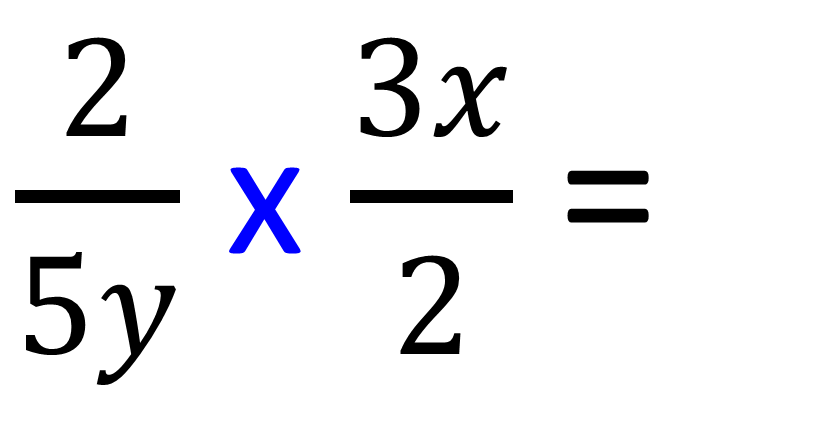 2/5y x 3x/2 =